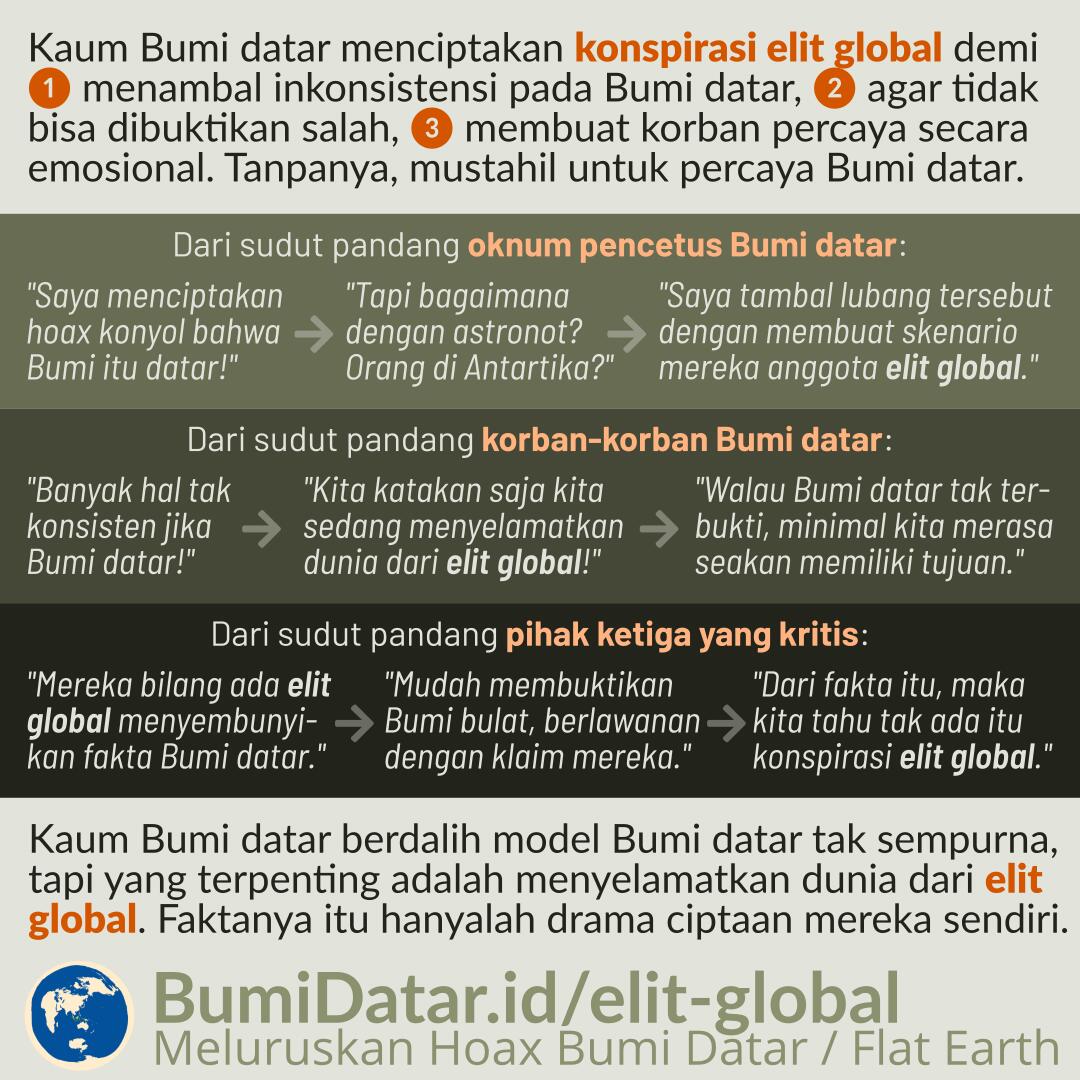 Kaum Bumi datar menciptakan konspirasi elit global demi
1 menambal inkonsistensi pada Bumi datar, 2 agar tidak
bisa dibuktikan salah, 3 membuat korban percaya secara
emosional. Tanpanya, mustahil untuk percaya Bumi datar.
Dari sudut pandang oknum pencetus Bumi datar:
"Saya menciptakan
hoax konyol bahwa
Bumi itu datar!"
"Tapi bagaimana
dengan astronot?
Orang di Antartika?"
"Saya tambal lubang tersebut
dengan membuat skenario
mereka anggota elit global."
Dari sudut pandang korban-korban Bumi datar:
"Banyak hal tak
konsisten jika
Bumi datar!"
"Kita katakan saja kita
sedang menyelamatkan
dunia dari elit global!"
"Walau Bumi datar tak ter-
bukti, minimal kita merasa
seakan memiliki tujuan."
Dari sudut pandang pihak ketiga yang kritis:
"Mereka bilang ada elit
global menyembunyi-
kan fakta Bumi datar."
"Mudah membuktikan
Bumi bulat, berlawanan
dengan klaim mereka."
"Dari fakta itu, maka
kita tahu tak ada itu
konspirasi elit global."
Kaum Bumi datar berdalih model Bumi datar tak sempurna,
tapi yang terpenting adalah menyelamatkan dunia dari elit
global. Faktanya itu hanyalah drama ciptaan mereka sendiri.
BumiDatar.id/elit-global
Meluruskan Hoax Bumi Datar / Flat Earth